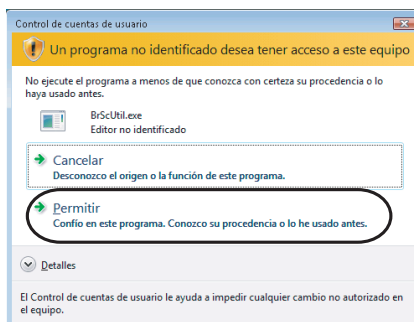 Control de cuentas de usuario
Un programa no identificado desea tener acceso a este equipo
No ejecute el programa a menos de que conozca con certeza su procedencia o lo
haya usado antes.
BrScUtil.exe
Editor no identificado
Cancelar
Desconozco el origen o la función de este programa.
Permitir
Confío en este programa. Conozco su procedencia o lo he usado antes.
Detalles
El Control de cuentas de usuario le ayuda a impedir cualquier cambio no autorizado en
el equipo.